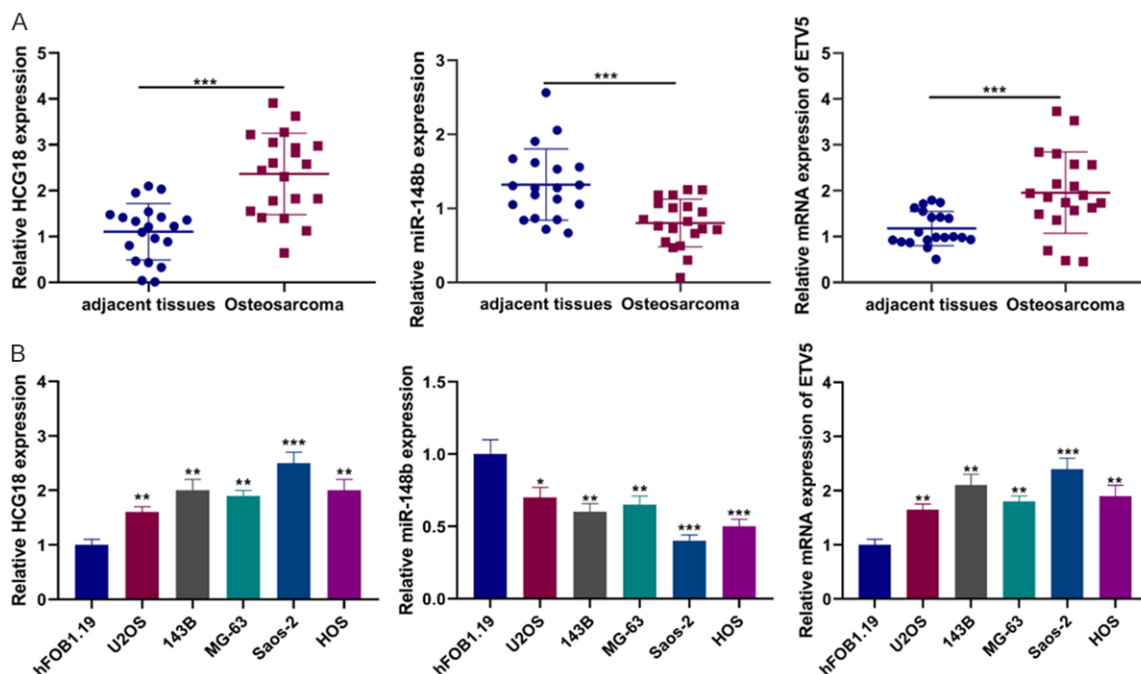 A
Relative HCG18 expression
5
4
3
2
1
0
***
adjacent tissues
Osteosarcoma
Relative miR-148b expression
3
2
1
0
***
adjacent tissues
Osteosarcoma
Relative mRNA expression of ETV5
5
4
3
2
1
0
***
adjacent tissues
Osteosarcoma
B
Relative HCG18 expression
4
3
2
1
0
**
**
**
***
**
hFOB1.19
U2OS
143B
MG-63
Saos-2
HOS
Relative miR-148b expression
1.5
1.0
0.5
0.0
*
**
**
***
***
hFOB1.19
U2OS
143B
MG-63
Saos-2
HOS
Relative mRNA expression of ETV5
4
3
2
1
0
**
**
**
***
**
hFOB1.19
U2OS
143B
MG-63
Saos-2
HOS